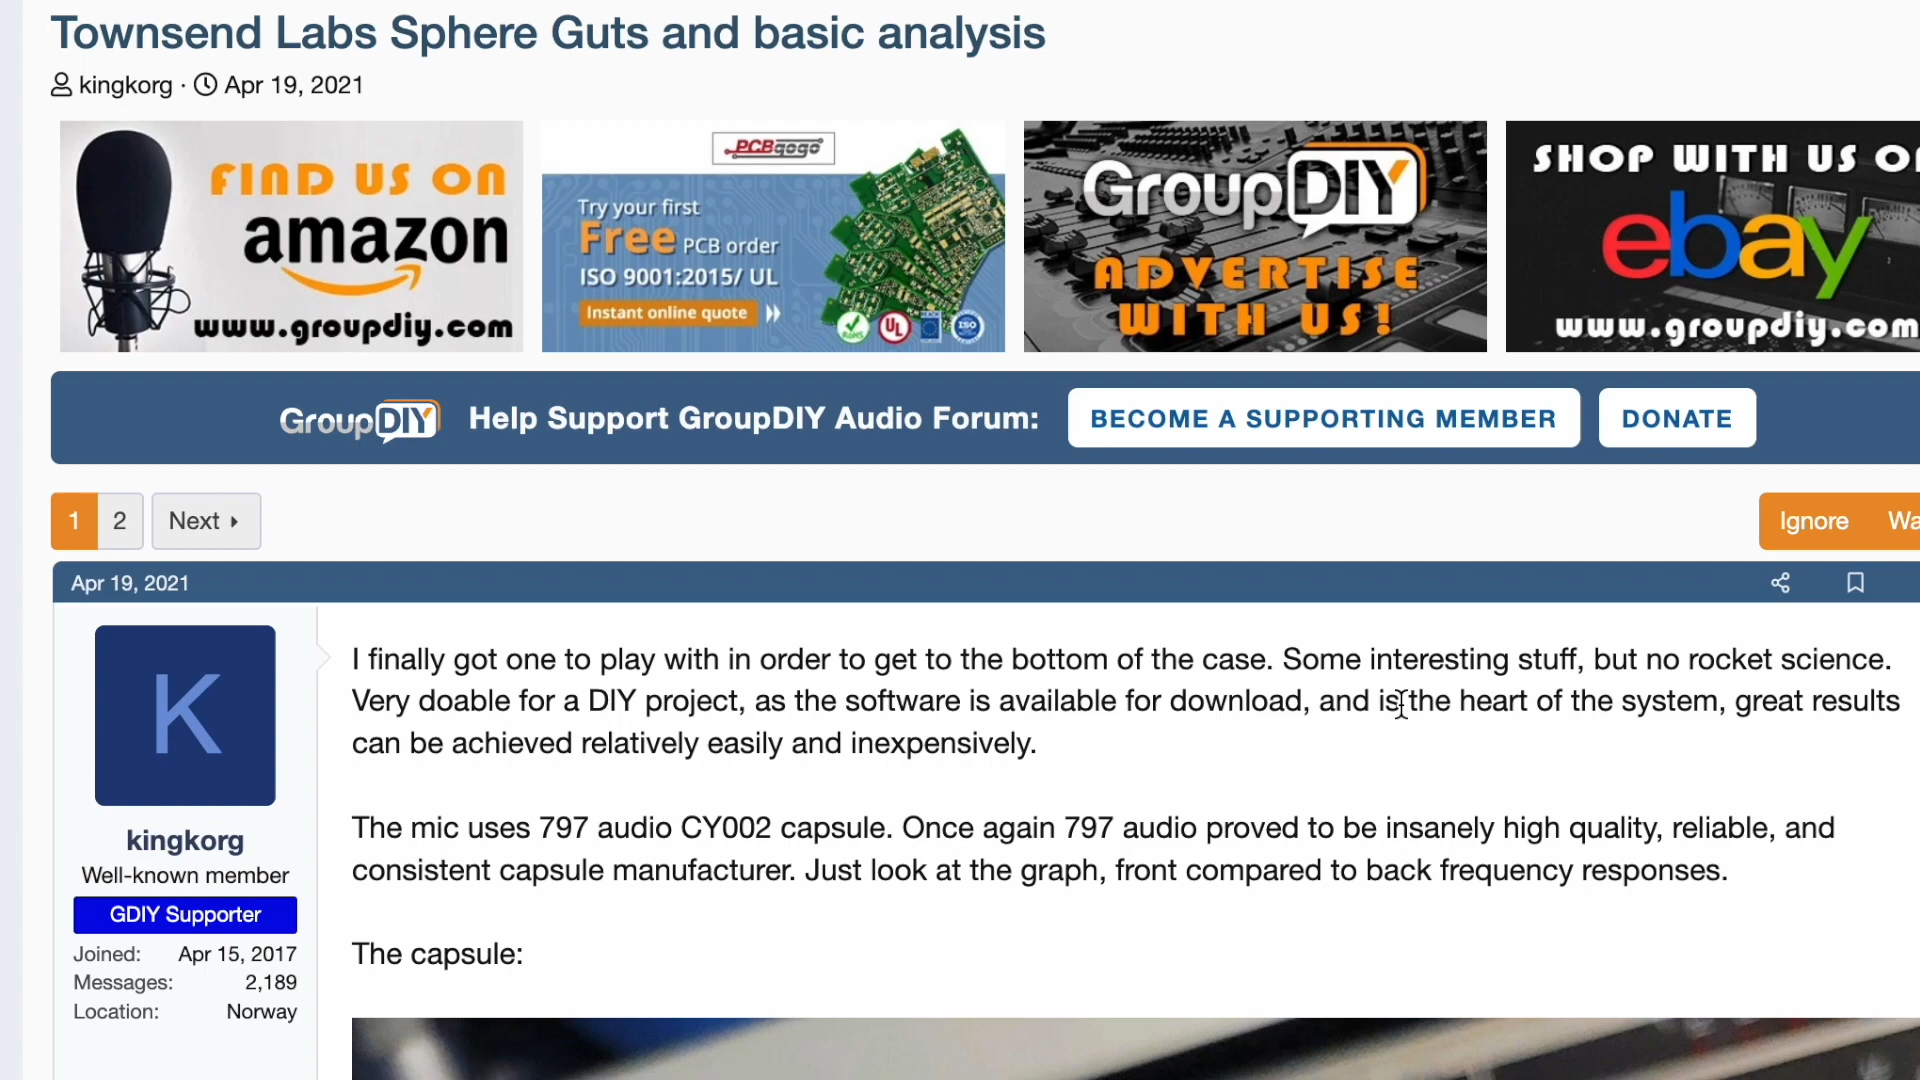 Townsend Labs Sphere Guts and basic analysis
kingkorg · Apr 19, 2021
FIND US ON
amazon
www.groupdiy.com
PCBgogo
Try your first
Free PCB order
ISO 9001:2015/ UL
Instant online quote
RoHS
UL
ISO
GroupDIY
ADVERTISE
WITH US!
SHOP WITH US
ebay
www.groupdiy.com
GroupDIY Help Support GroupDIY Audio Forum: BECOME A SUPPORTING MEMBER DONATE
1 2 Next
Ignore Wa
Apr 19, 2021
K
kingkorg
Well-known member
GDIY Supporter
Joined: Apr 15, 2017
Messages: 2,189
Location: Norway
I finally got one to play with in order to get to the bottom of the case. Some interesting stuff, but no rocket science.
Very doable for a DIY project, as the software is available for download, and is the heart of the system, great results
can be achieved relatively easily and inexpensively.
The mic uses 797 audio CY002 capsule. Once again 797 audio proved to be insanely high quality, reliable, and
consistent capsule manufacturer. Just look at the graph, front compared to back frequency responses.
The capsule: